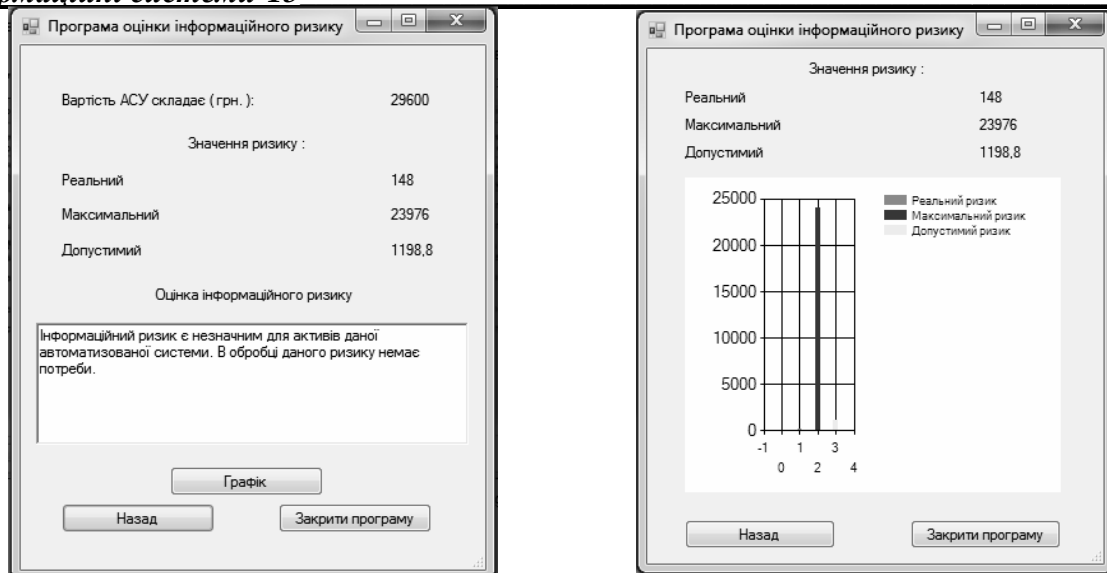 Програма оцінки інформаційного ризику
Вартість АСУ складає ( грн. ): 29600
Значення ризику :
Реальний 148
Максимальний 23976
Допустимий 1198,8
Оцінка інформаційного ризику
Інформаційний ризик є незначним для активів даної
автоматизованої системи. В обробці даного ризику немає
потреби.
Графік
Назад Закрити програму
Програма оцінки інформаційного ризику
Значення ризику :
Реальний 148
Максимальний 23976
Допустимий 1198,8
25000
20000
15000
10000
5000
0
-1 1 3
0 2 4
Реальний ризик
Максимальний ризик
Допустимий ризик
Назад Закрити програму